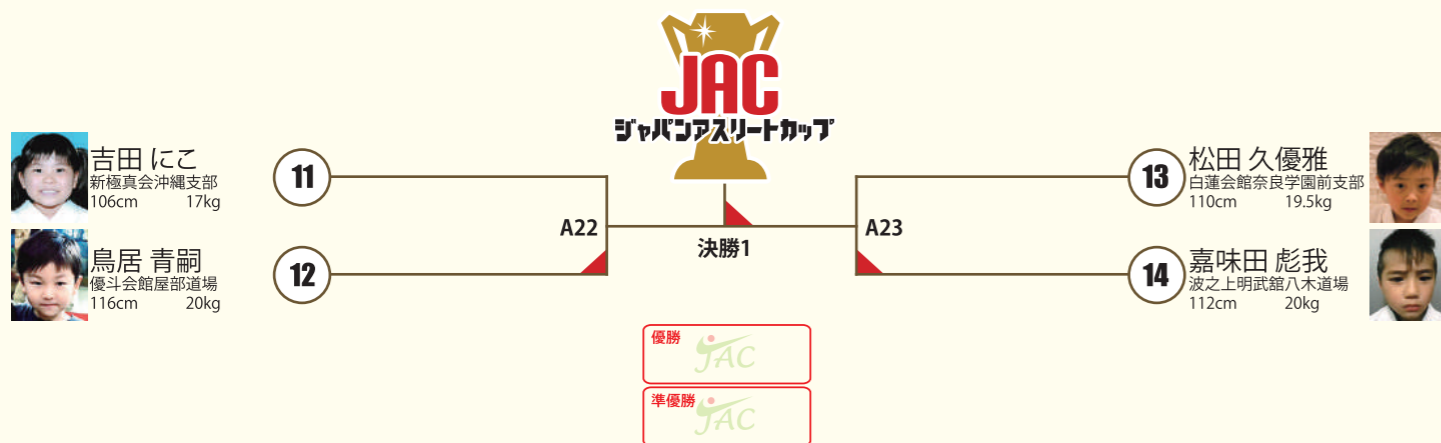 JAC
ジャパンアスリートカップ
吉田 にこ
新極真会沖縄支部
106cm 17kg
11
鳥居 青嗣
優斗会館屋部道場
116cm 20kg
12
A22
決勝1
A23
13
松田 久優雅
白蓮会館奈良学園前支部
110cm 19.5kg
14
嘉味田 彪我
波之上明武舘八木道場
112cm 20kg
優勝
JAC
準優勝
JAC